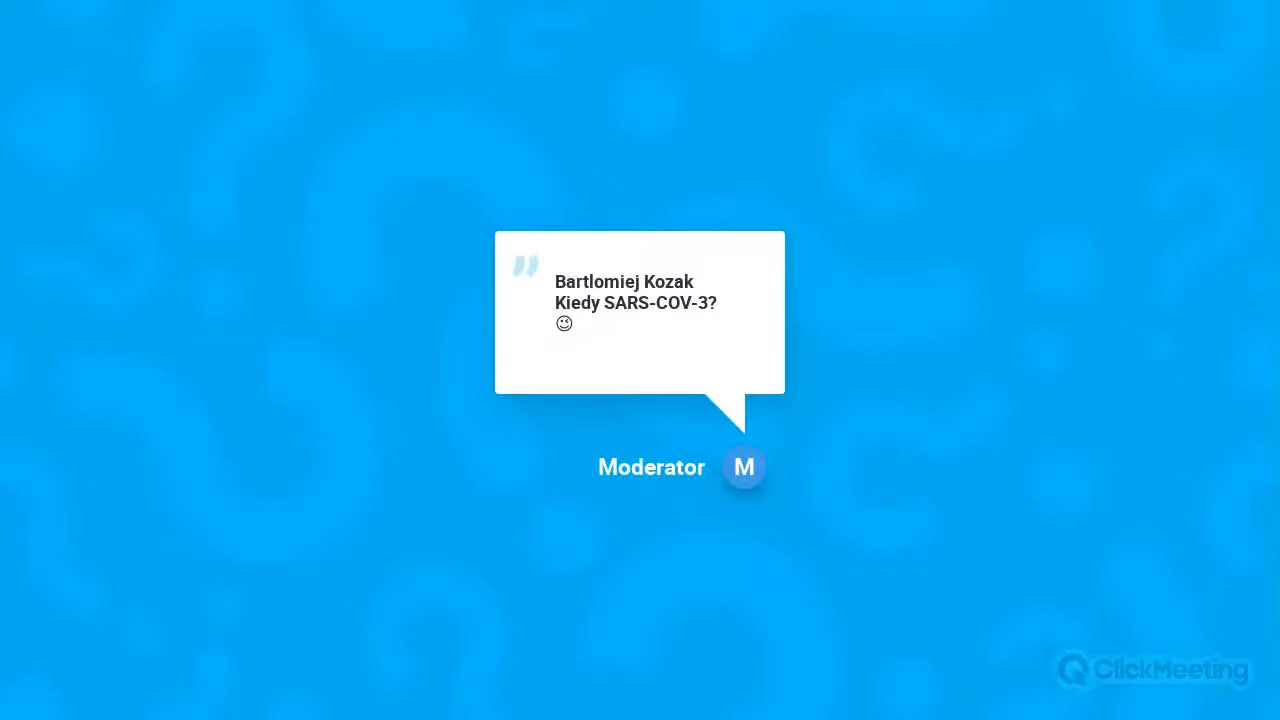 Bartlomiej Kozak
Kiedy SARS-COV-3?
😉
Moderator M
ClickMeeting